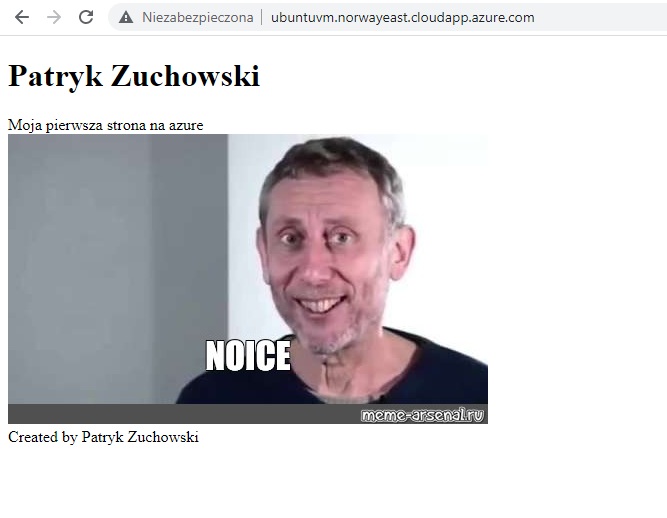 Niezabezpieczona ubuntuvm.norwayeast.cloudapp.azure.com
Patryk Zuchowski
Moja pierwsza strona na azure
NOICE
meme-arsenal.ru
Created by Patryk Zuchowski